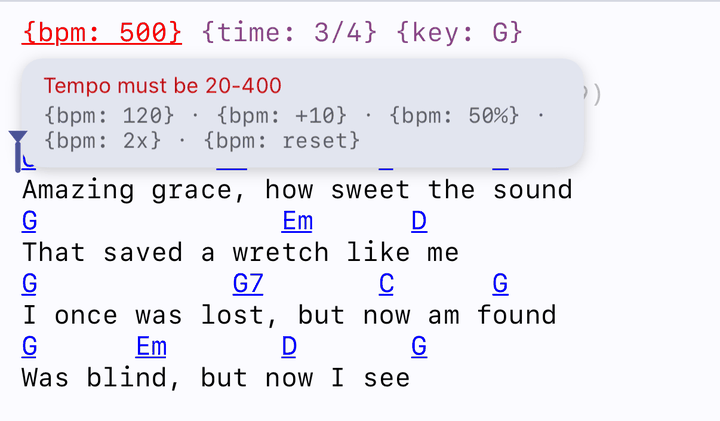 {bpm: 500} {time: 3/4} {key: G}
Tempo must be 20-400
{bpm: 120} · {bpm: +10} · {bpm: 50%} ·
{bpm: 2x} · {bpm: reset}
Amazing grace, how sweet the sound
G Em D
That saved a wretch like me
G G7 C G
I once was lost, but now am found
G Em D G
Was blind, but now I see